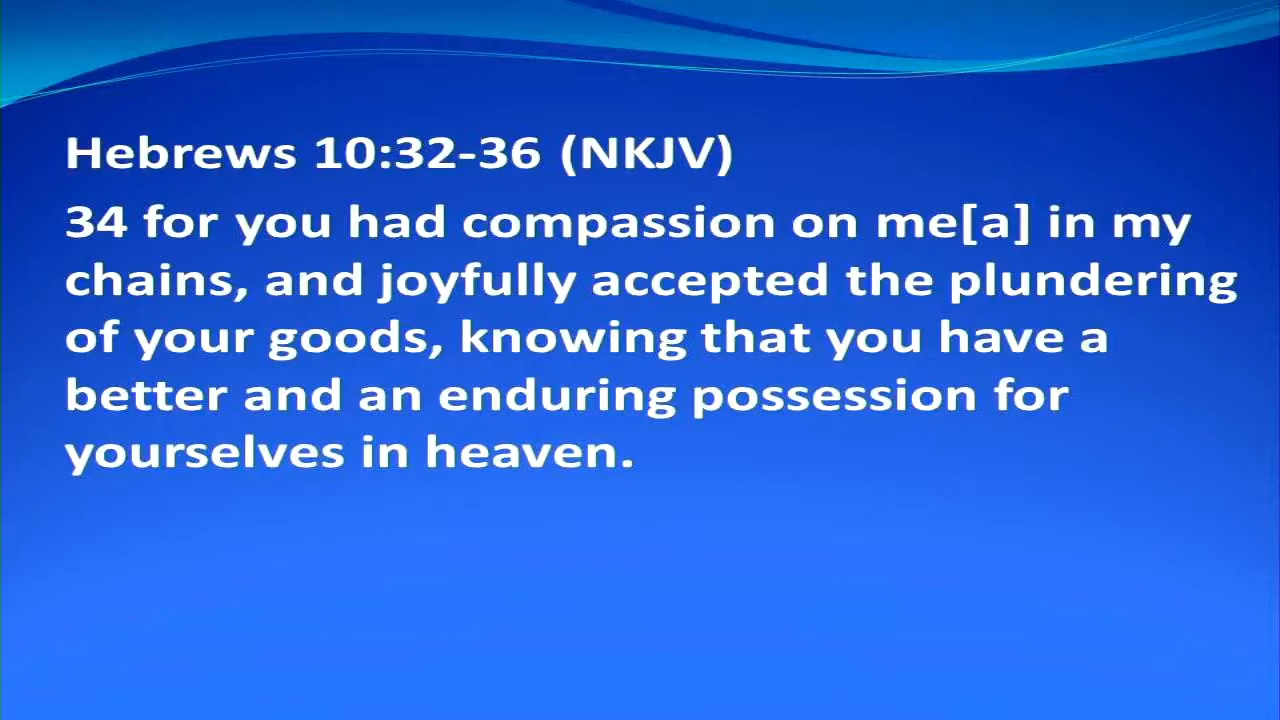 Hebrews 10:32-36 (NKJV)
34 for you had compassion on me[a] in my
chains, and joyfully accepted the plundering
of your goods, knowing that you have a
better and an enduring possession for
yourselves in heaven.